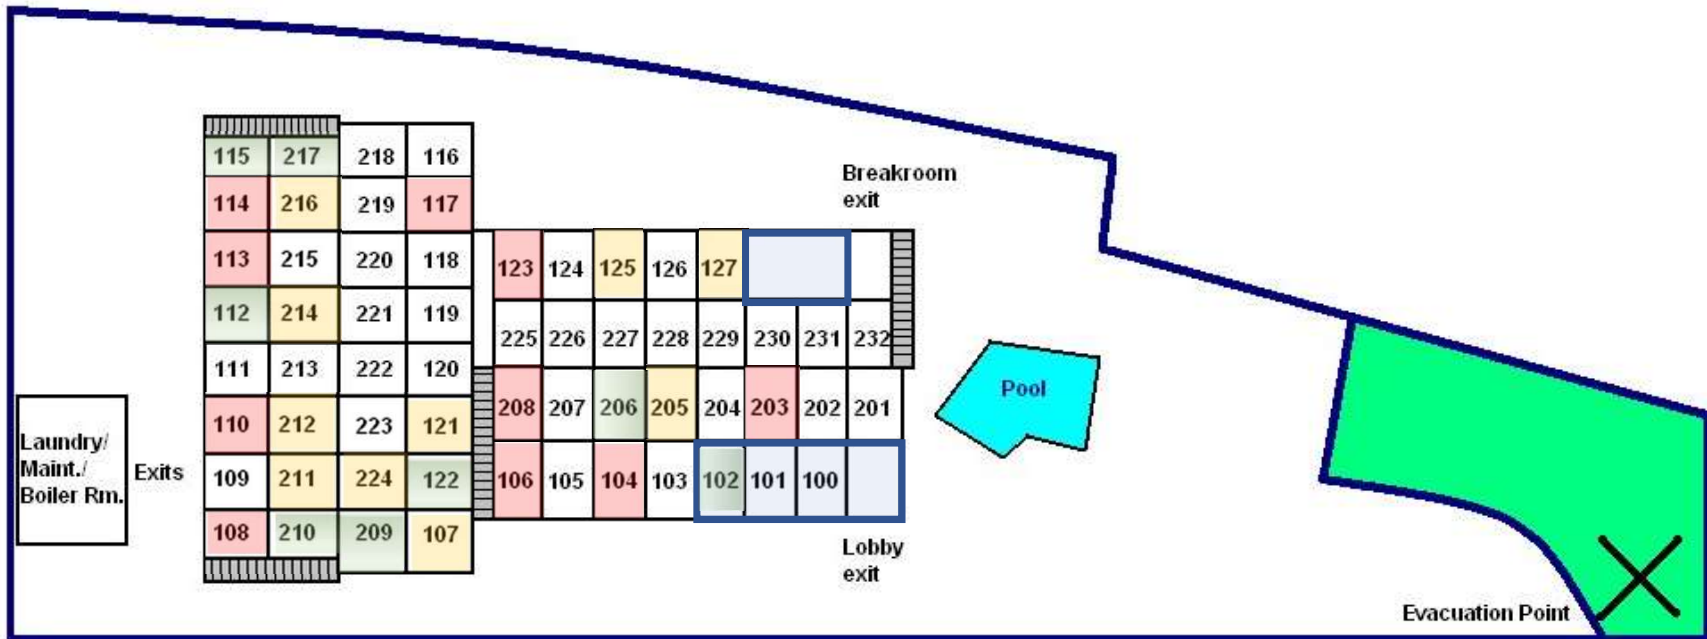 115 217 218 116
114 216 219 117
113 215 220 118
112 214 221 119
111 213 222 120
110 212 223 121
109 211 224 122
108 210 209 107
Laundry/
Maint./
Boiler Rm.
Exits
Breakroom
exit
123 124 125 126 127
225 226 227 228 229 230 231 232
208 207 206 205 204 203 202 201
106 105 104 103 102 101 100
Lobby
exit
Pool
Evacuation Point